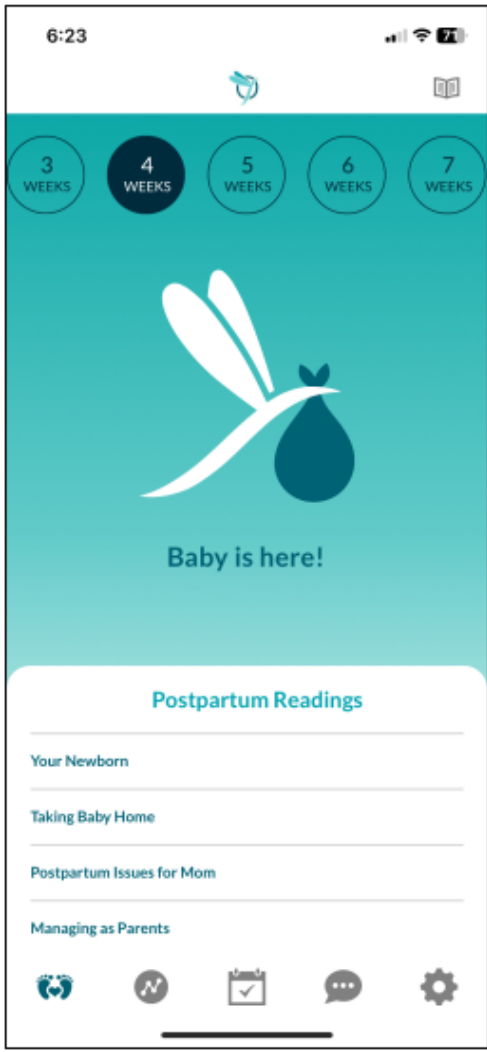 6:23
71
3
WEEKS
4
WEEKS
5
WEEKS
6
WEEKS
7
WEEKS
Baby is here!
Postpartum Readings
Your Newborn
Taking Baby Home
Postpartum Issues for Mom
Managing as Parents